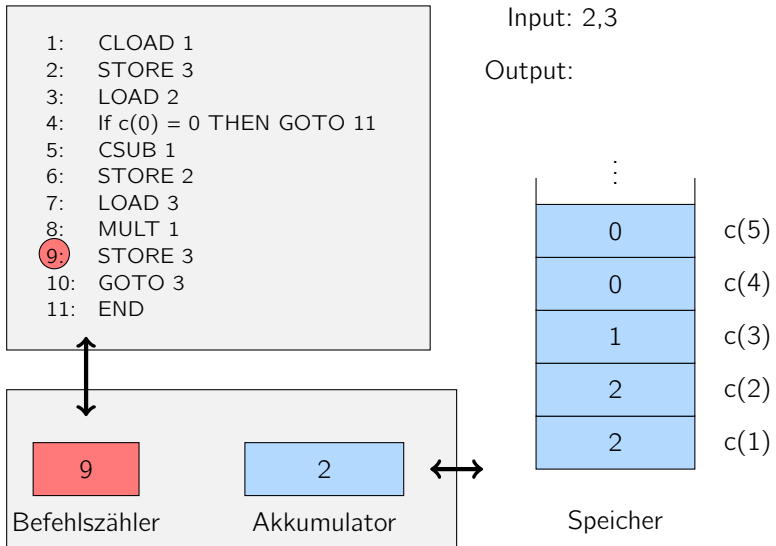 1: CLOAD 1
2: STORE 3
3: LOAD 2
4: If c(0) = 0 THEN GOTO 11
5: CSUB 1
6: STORE 2
7: LOAD 3
8: MULT 1
9: STORE 3
10: GOTO 3
11: END
Input: 2,3
Output:
⋮
0 c(5)
0 c(4)
1 c(3)
2 c(2)
2 c(1)
9 2
Befehlszähler Akkumulator Speicher